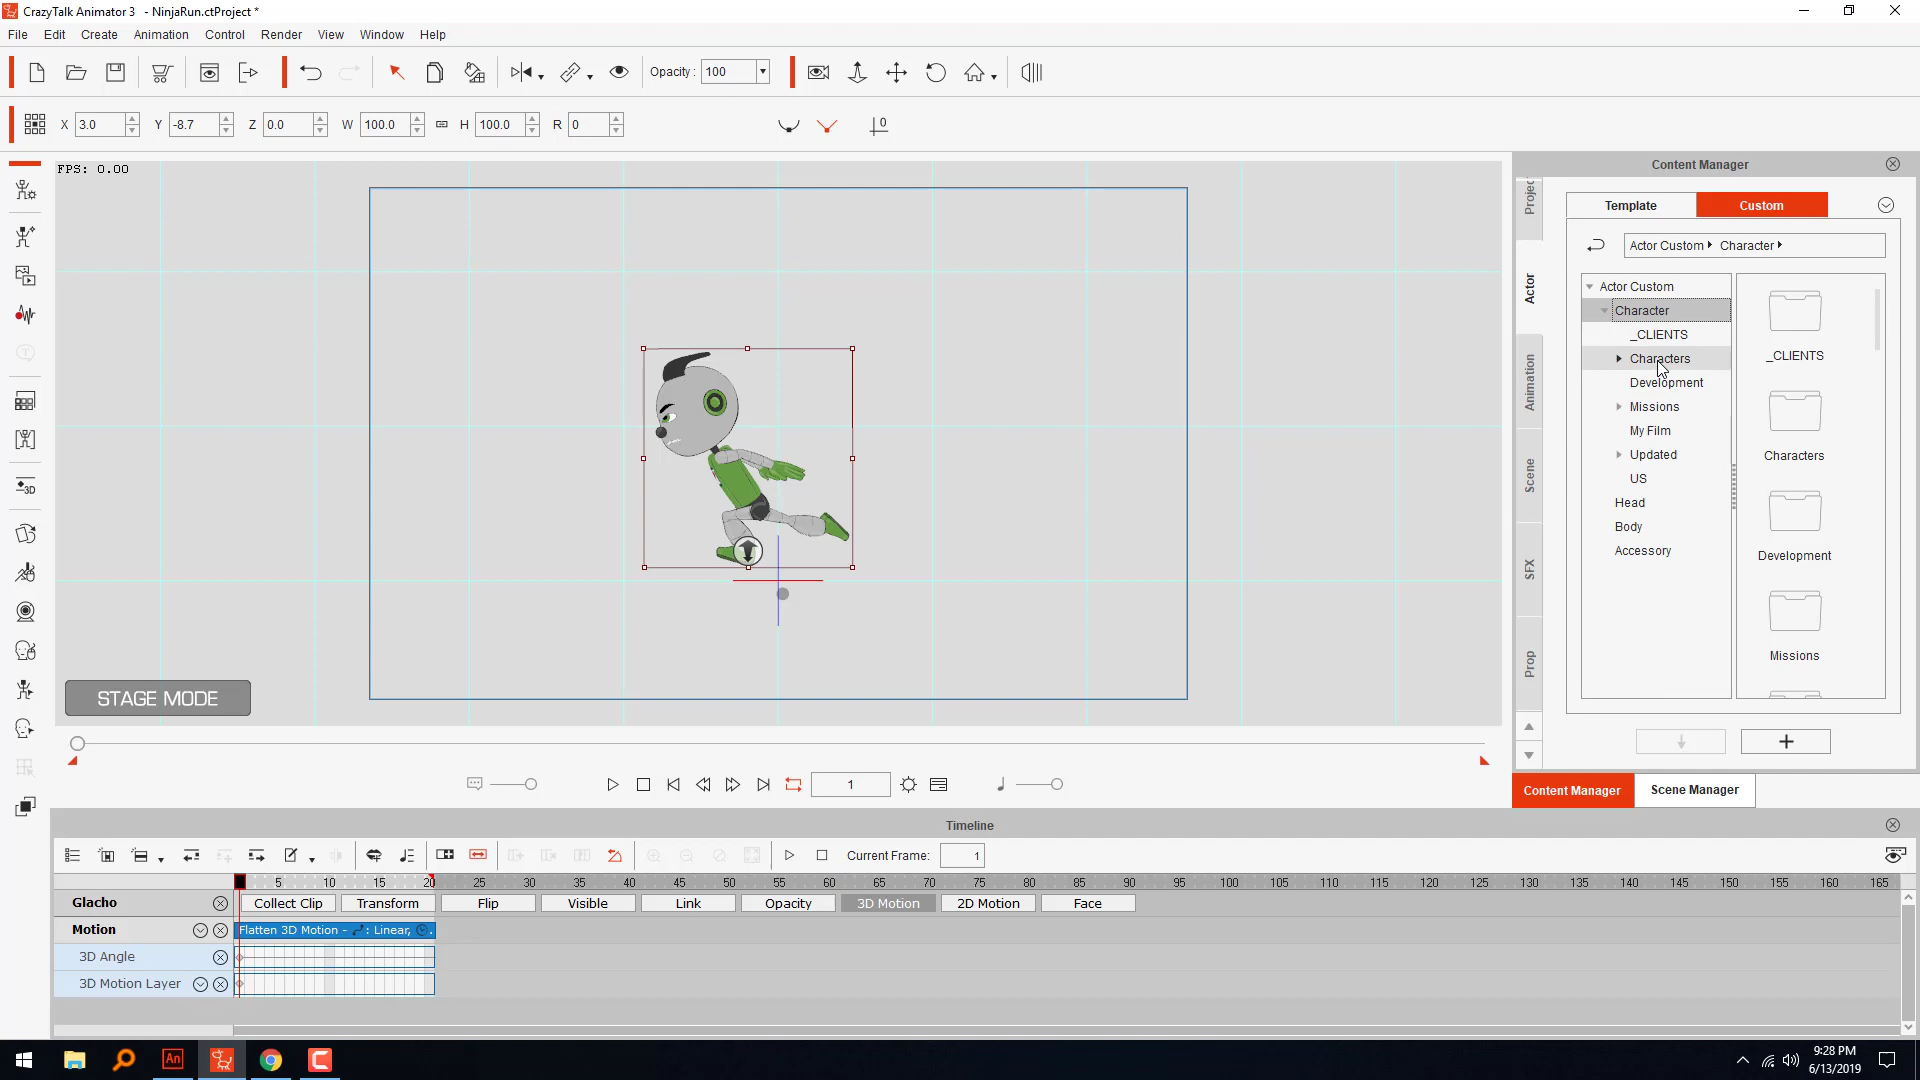 CrazyTalk Animator 3 - NinjaRun.ctProject *
File Edit Create Animation Control Render View Window Help
Opacity : 100
X 3.0 Y -8.7 Z 0.0 W 100.0 H 100.0 R 0
0
FPS: 0.00
STAGE MODE
Content Manager
Project
Actor
Animation
Scene
SFX
Prop
Template Custom
Actor Custom Character
Actor Custom
Character
_CLIENTS
Characters
Development
Missions
My Film
Updated
US
Head
Body
Accessory
_CLIENTS
Characters
Development
Missions
+
Content Manager Scene Manager
1
Timeline
Current Frame: 1
5 10 15 20 25 30 35 40 45 50 55 60 65 70 75 80 85 90 95 100 105 110 115 120 125 130 135 140 145 150 155 160 165
Glacho Collect Clip Transform Flip Visible Link Opacity 3D Motion 2D Motion Face
Motion Flatten 3D Motion - : Linear,
3D Angle
3D Motion Layer
3D
An
9:28 PM
6/13/2019